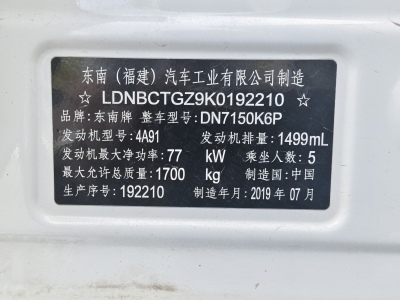 东南（福建）汽车工业有限公司制造
☆ LDNBCTGZ9K0192210 ☆
品牌：东南牌 整车型号：DN7150K6P
发动机型号：4A91 发动机排量：1499mL
发动机最大净功率：77 kW 乘坐人数：5
最大允许总质量：1700 kg 制造国：中国
生产序号：192210 制造年月：2019 年 07 月